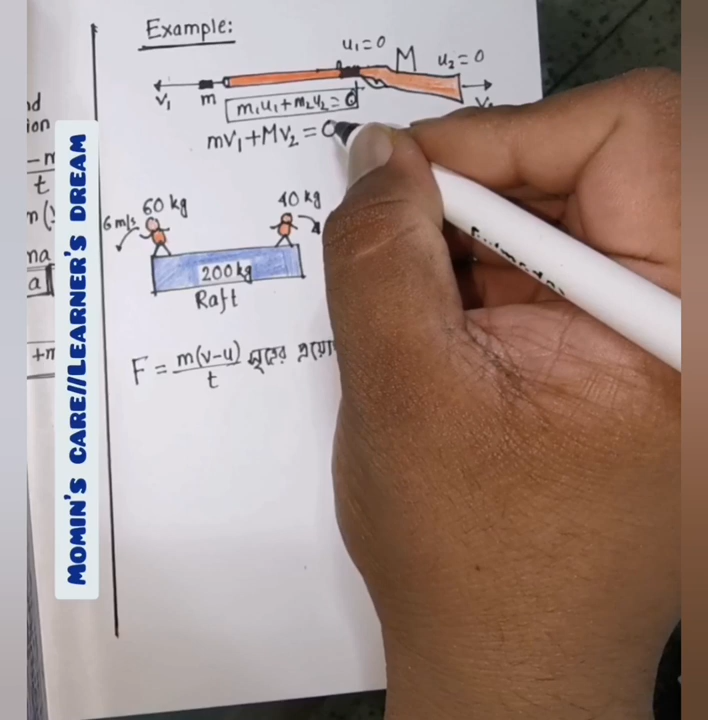 Example:
u₁=0
M
u₂=0
v₁
m
m₁u₁+m₂u₂=0
mv₁+Mv₂=0
60 kg
40 kg
6 m/s
200 kg
Raft
F = m(v-u)/t সূত্রের
MOMIN'S CARE//LEARNER'S DREAM